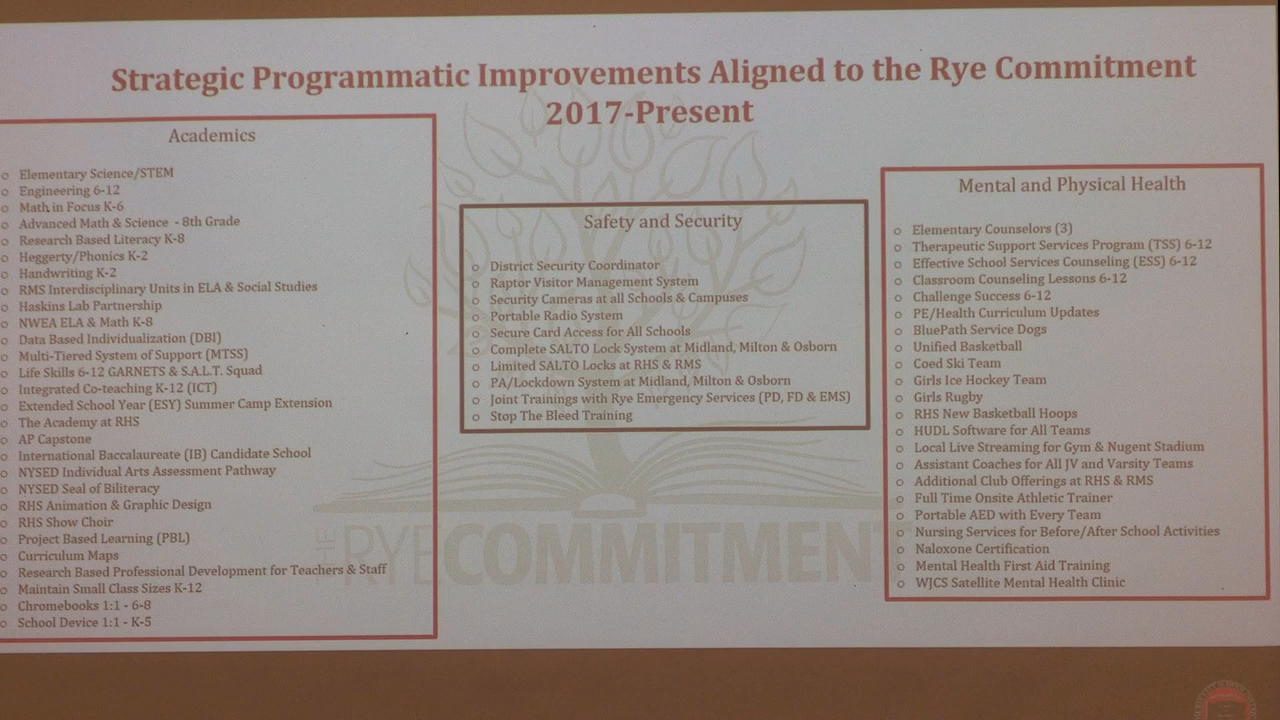 Strategic Programmatic Improvements Aligned to the Rye Commitment
2017-Present
Academics
Elementary Science/STEM
Engineering 6-12
Math in Focus K-6
Advanced Math & Science - 8th Grade
Research Based Literacy K-8
Heggerty/Phonics K-2
Handwriting K-2
RMS Interdisciplinary Units in ELA & Social Studies
Haskins Lab Partnership
NWEA ELA & Math K-8
Data Based Individualization (DBI)
Multi-Tiered System of Support (MTSS)
Life Skills 6-12 GARNETS & S.A.L.T. Squad
Integrated Co-teaching K-12 (ICT)
Extended School Year (ESY) Summer Camp Extension
The Academy at RHS
AP Capstone
International Baccalaureate (IB) Candidate School
NYSED Individual Arts Assessment Pathway
NYSED Seal of Biliteracy
RHS Animation & Graphic Design
RHS Show Choir
Project Based Learning (PBL)
Curriculum Maps
Research Based Professional Development for Teachers & Staff
Maintain Small Class Sizes K-12
Chromebooks 1:1 - 6-8
School Device 1:1 - K-5
Safety and Security
District Security Coordinator
Raptor Visitor Management System
Security Cameras at all Schools & Campuses
Portable Radio System
Secure Card Access for All Schools
Complete SALTO Lock System at Midland, Milton & Osborn
Limited SALTO Locks at RHS & RMS
PA/Lockdown System at Midland, Milton & Osborn
Joint Trainings with Rye Emergency Services (PD, FD & EMS)
Stop The Bleed Training
Mental and Physical Health
Elementary Counselors (3)
Therapeutic Support Services Program (TSS) 6-12
Effective School Services Counseling (ESS) 6-12
Classroom Counseling Lessons 6-12
Challenge Success 6-12
PE/Health Curriculum Updates
BluePath Service Dogs
Unified Basketball
Coed Ski Team
Girls Ice Hockey Team
Girls Rugby
RHS New Basketball Hoops
HUDL Software for All Teams
Local Live Streaming for Gym & Nugent Stadium
Assistant Coaches for All JV and Varsity Teams
Additional Club Offerings at RHS & RMS
Full Time Onsite Athletic Trainer
Portable AED with Every Team
Nursing Services for Before/After School Activities
Naloxone Certification
Mental Health First Aid Training
WJCS Satellite Mental Health Clinic
THE RYE COMMITMENT